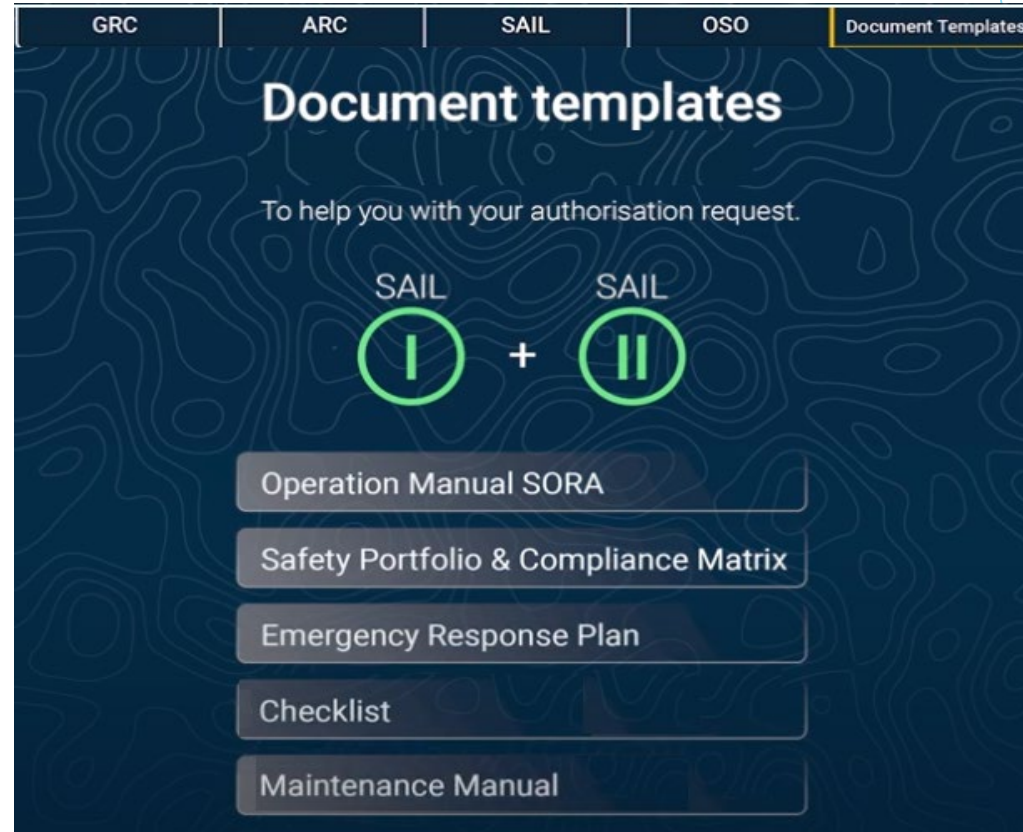 GRC
ARC
SAIL
OSO
Document Templates
Document templates
To help you with your authorisation request.
SAIL SAIL
I + II
Operation Manual SORA
Safety Portfolio & Compliance Matrix
Emergency Response Plan
Checklist
Maintenance Manual